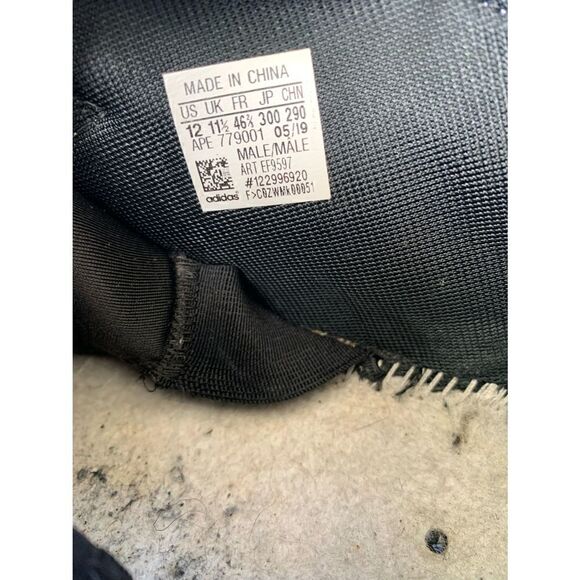 MADE IN CHINA
US UK FR JP CHN
12 11½ 46⅔ 300 290
APE 779001 05/19
MALE/MALE
ART EF9597
#122996920
adidas F>C0ZWMK00051